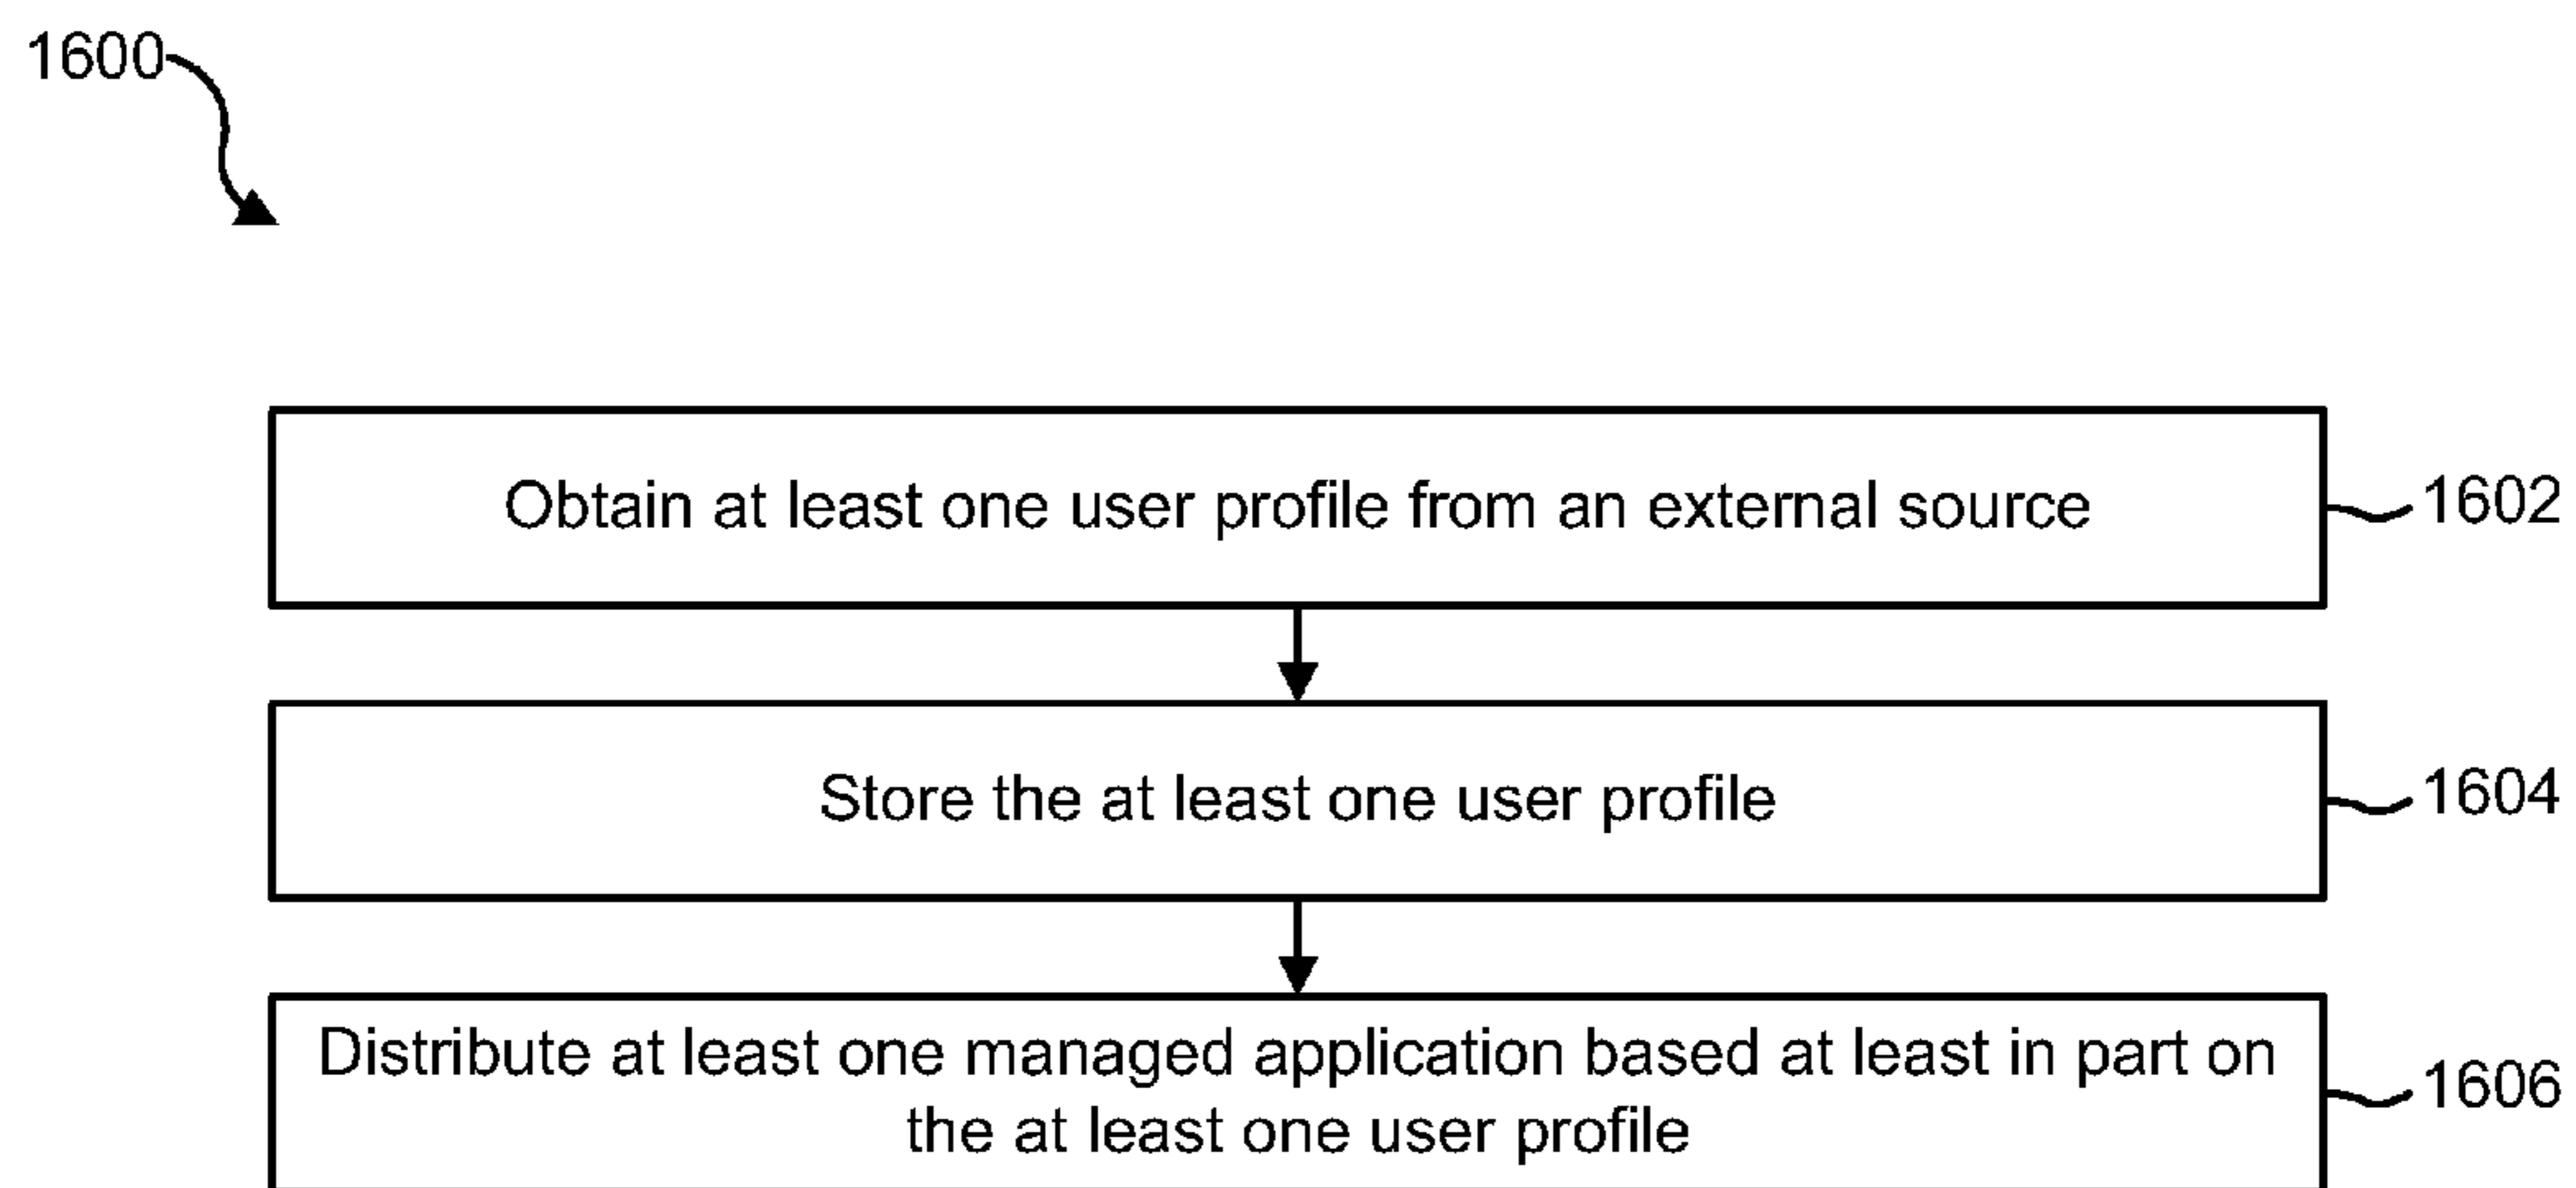 1600
Obtain at least one user profile from an external source
1602
Store the at least one user profile
1604
Distribute at least one managed application based at least in part on
the at least one user profile
1606